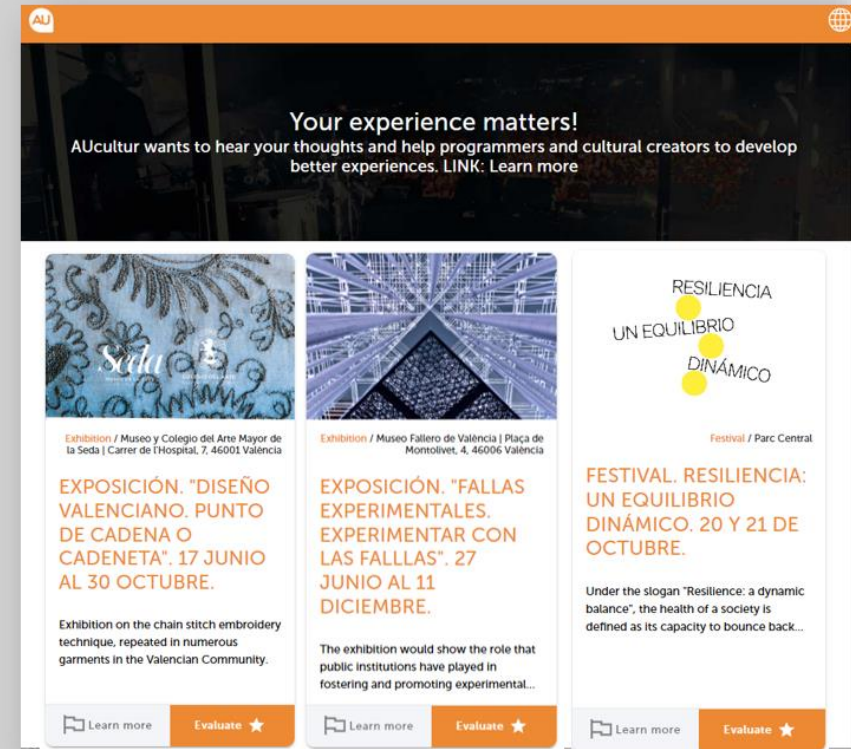 AU
Your experience matters!
AUcultur wants to hear your thoughts and help programmers and cultural creators to develop
better experiences. LINK: Learn more
Seda
Exhibition / Museo y Colegio del Arte Mayor de
la Seda | Carrer de l'Hospital, 7, 46001 València
EXPOSICIÓN. "DISEÑO
VALENCIANO. PUNTO
DE CADENA O
CADENETA". 17 JUNIO
AL 30 OCTUBRE.
Exhibition on the chain stitch embroidery
technique, repeated in numerous
garments in the Valencian Community.
Learn more
Evaluate
Exhibition / Museo Fallero de València | Plaça de
Montolivet, 4, 46006 València
EXPOSICIÓN. "FALLAS
EXPERIMENTALES.
EXPERIMENTAR CON
LAS FALLLAS". 27
JUNIO AL 11
DICIEMBRE.
The exhibition would show the role that
public institutions have played in
fostering and promoting experimental...
Learn more
Evaluate
RESILIENCIA
UN EQUILIBRIO
DINÁMICO
Festival / Parc Central
FESTIVAL. RESILIENCIA:
UN EQUILIBRIO
DINÁMICO. 20 Y 21 DE
OCTUBRE.
Under the slogan "Resilience: a dynamic
balance", the health of a society is
defined as its capacity to bounce back...
Learn more
Evaluate